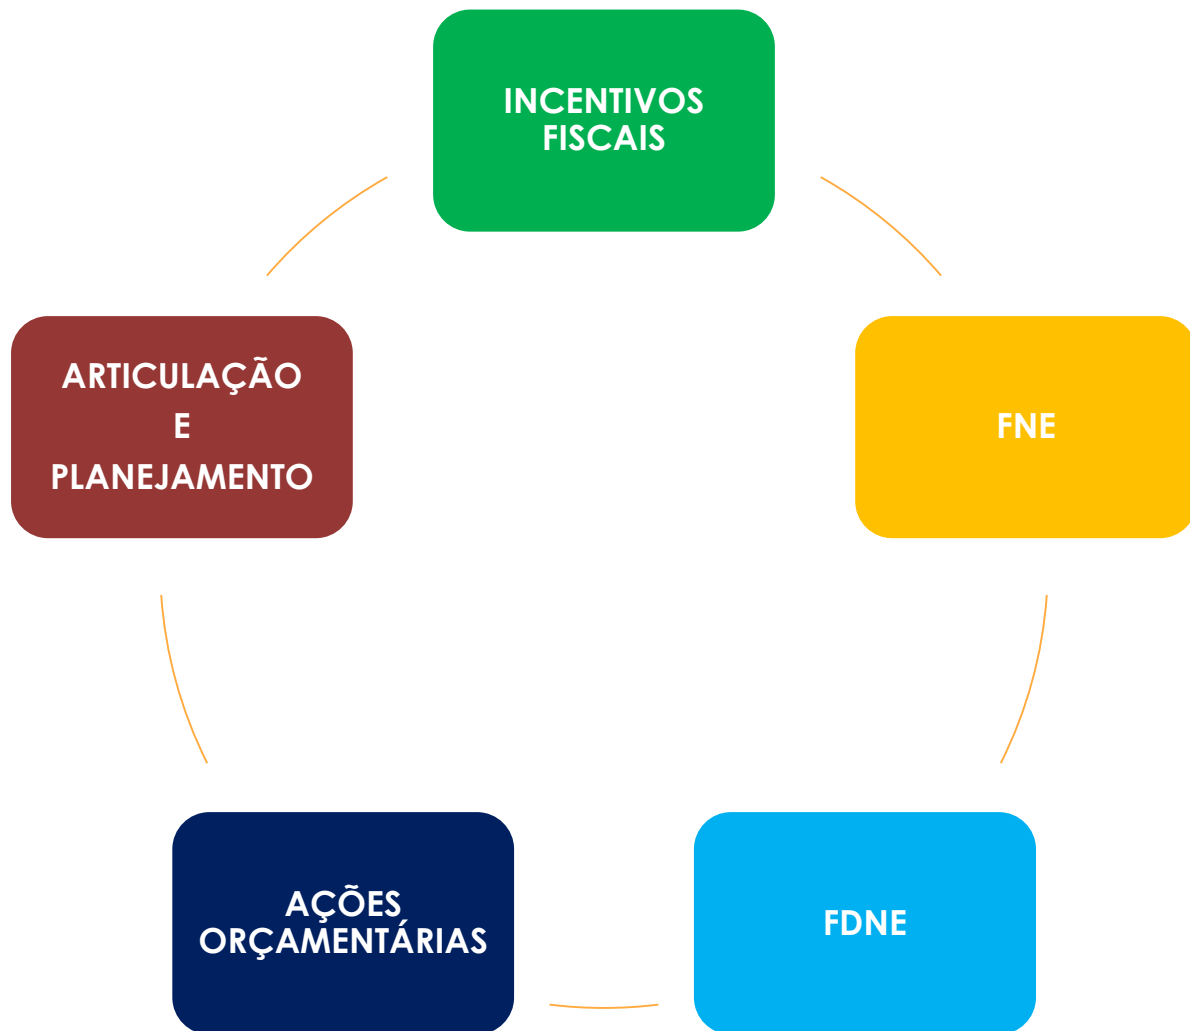 INCENTIVOS
FISCAIS
FNE
FDNE
AÇÕES
ORÇAMENTÁRIAS
ARTICULAÇÃO
E
PLANEJAMENTO